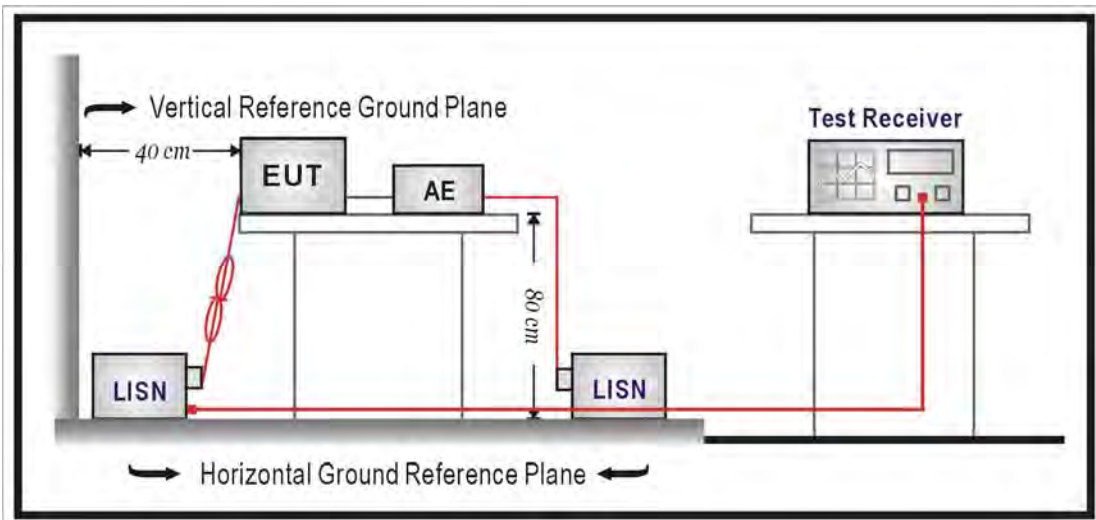 Vertical Reference Ground Plane
Test Receiver
40 cm
EUT
AE
80 cm
LISN
LISN
Horizontal Ground Reference Plane